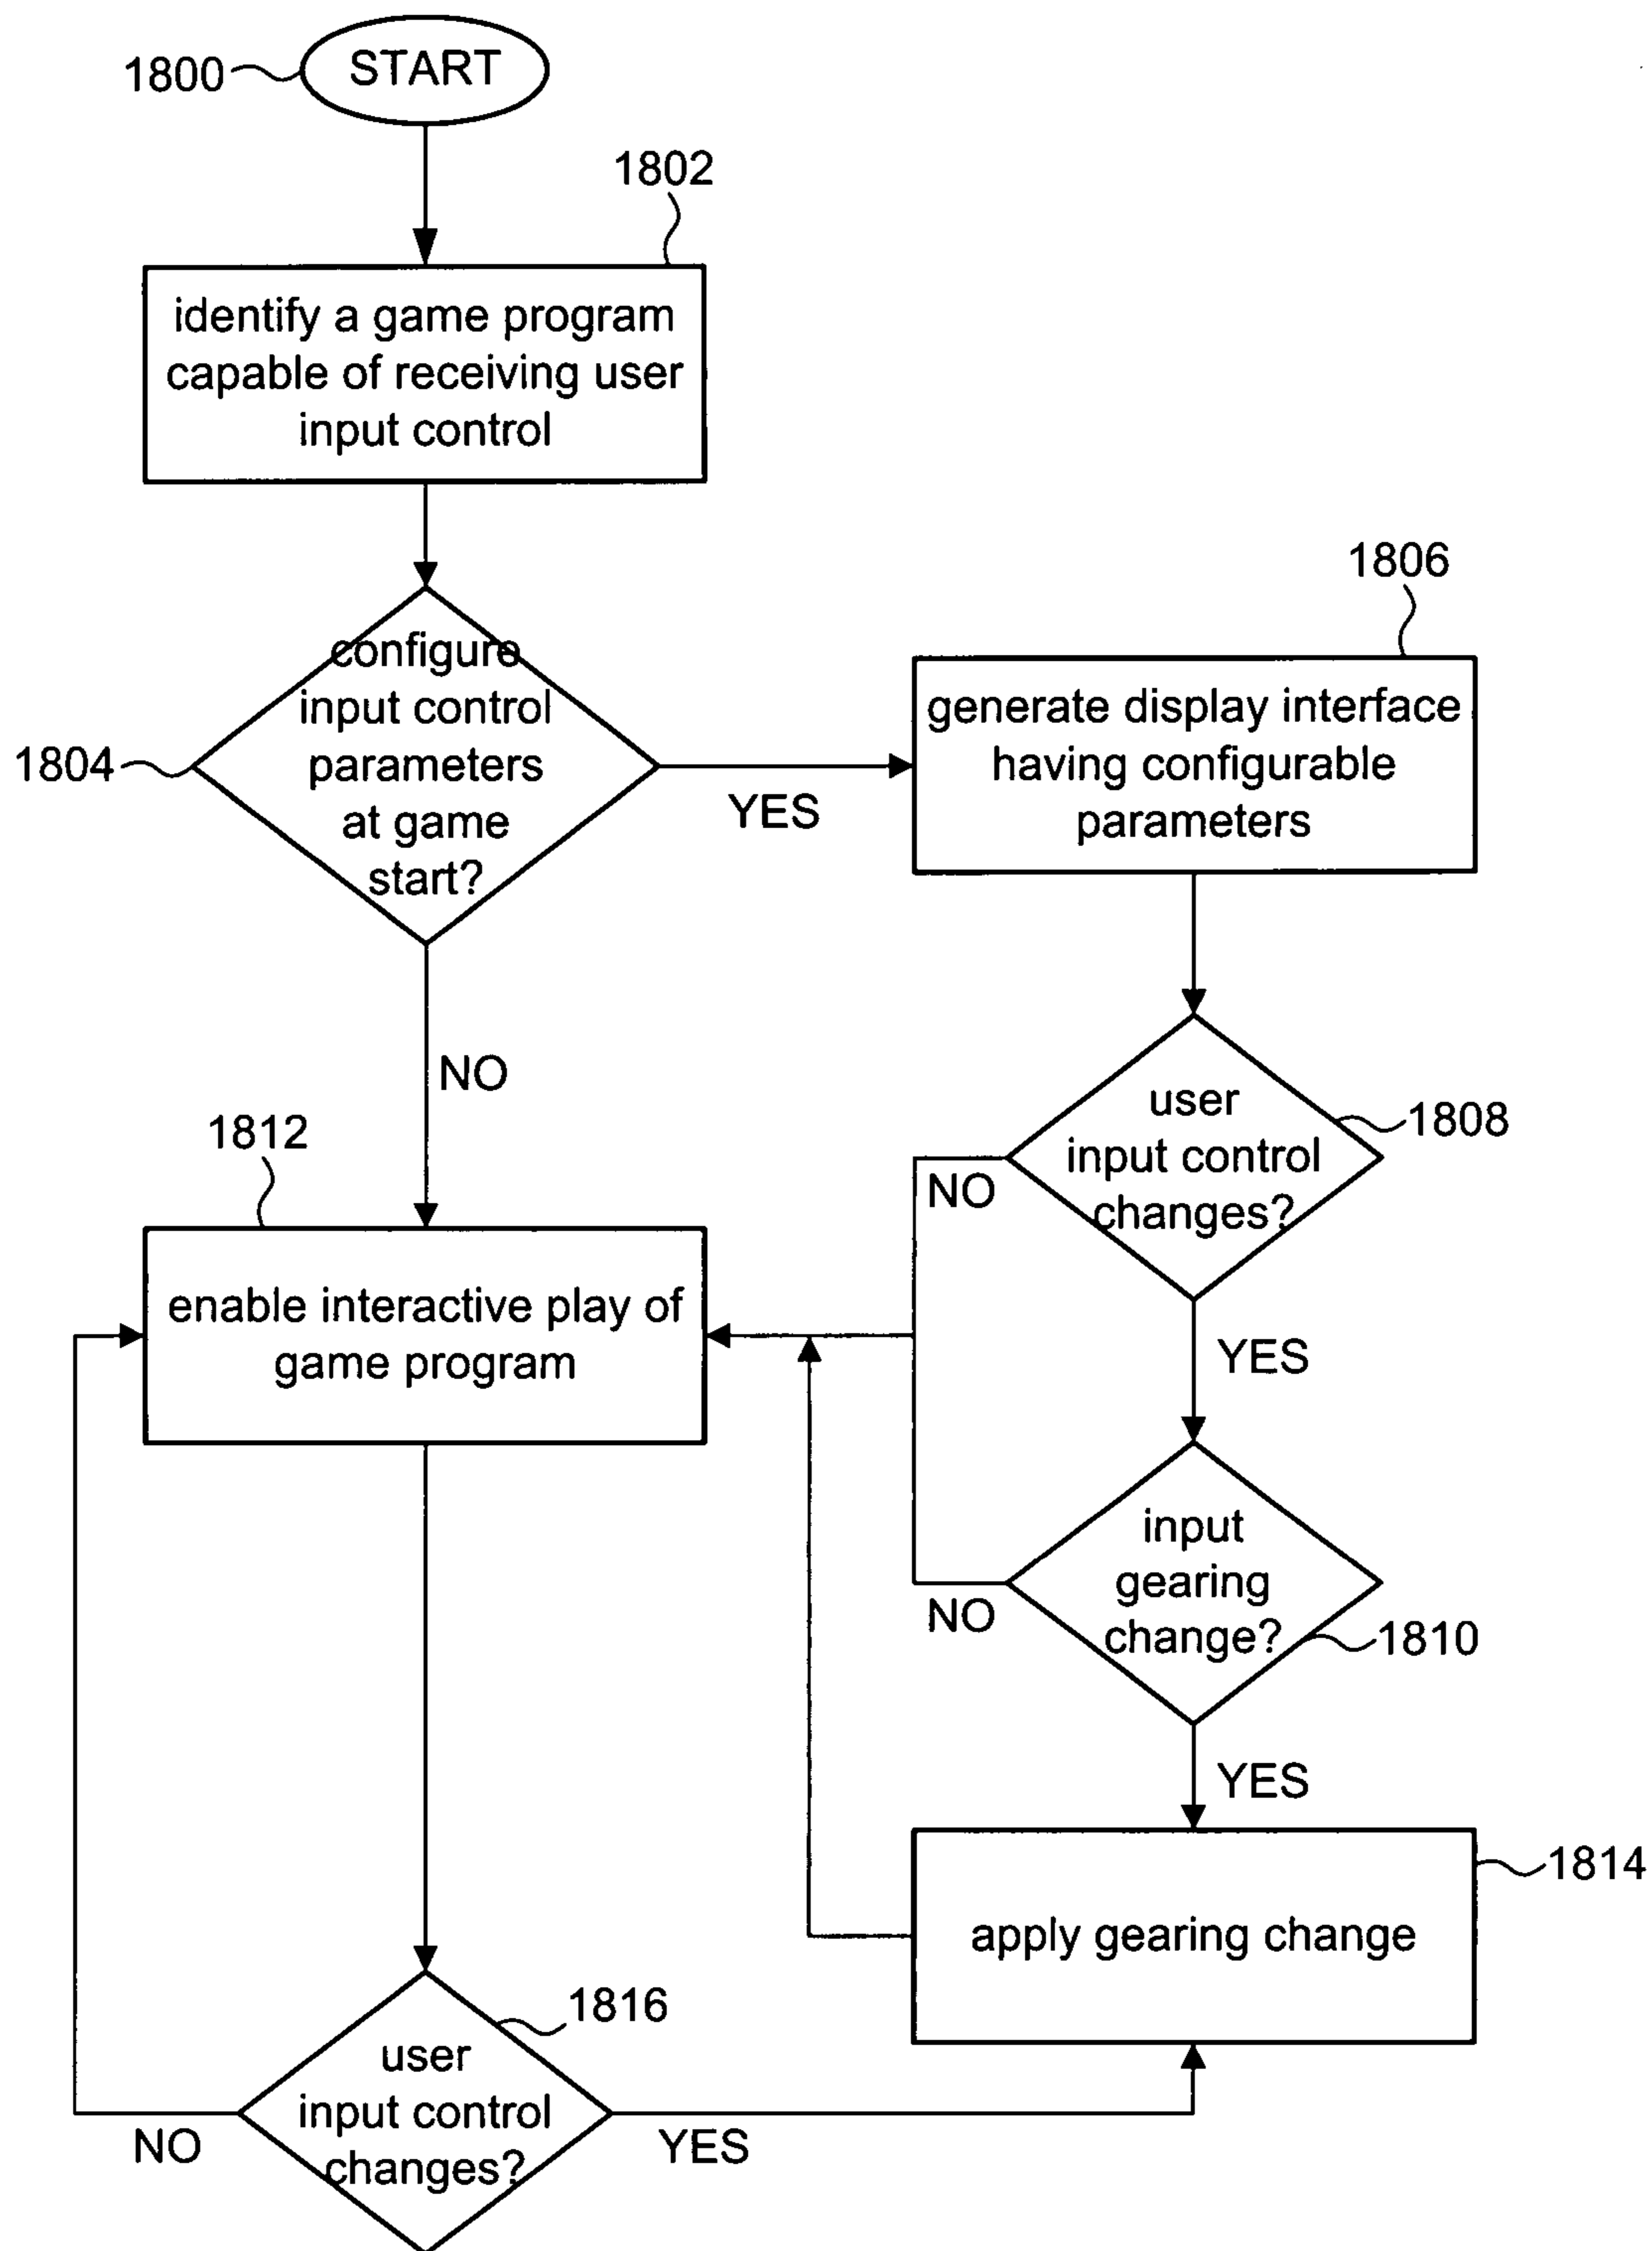 1800
START
1802
identify a game program
capable of receiving user
input control
1804
configure
input control
parameters
at game
start?
YES
NO
1806
generate display interface
having configurable
parameters
1808
user
input control
changes?
NO
YES
1812
enable interactive play of
game program
1810
input
gearing
change?
NO
YES
1814
apply gearing change
1816
user
input control
changes?
NO
YES